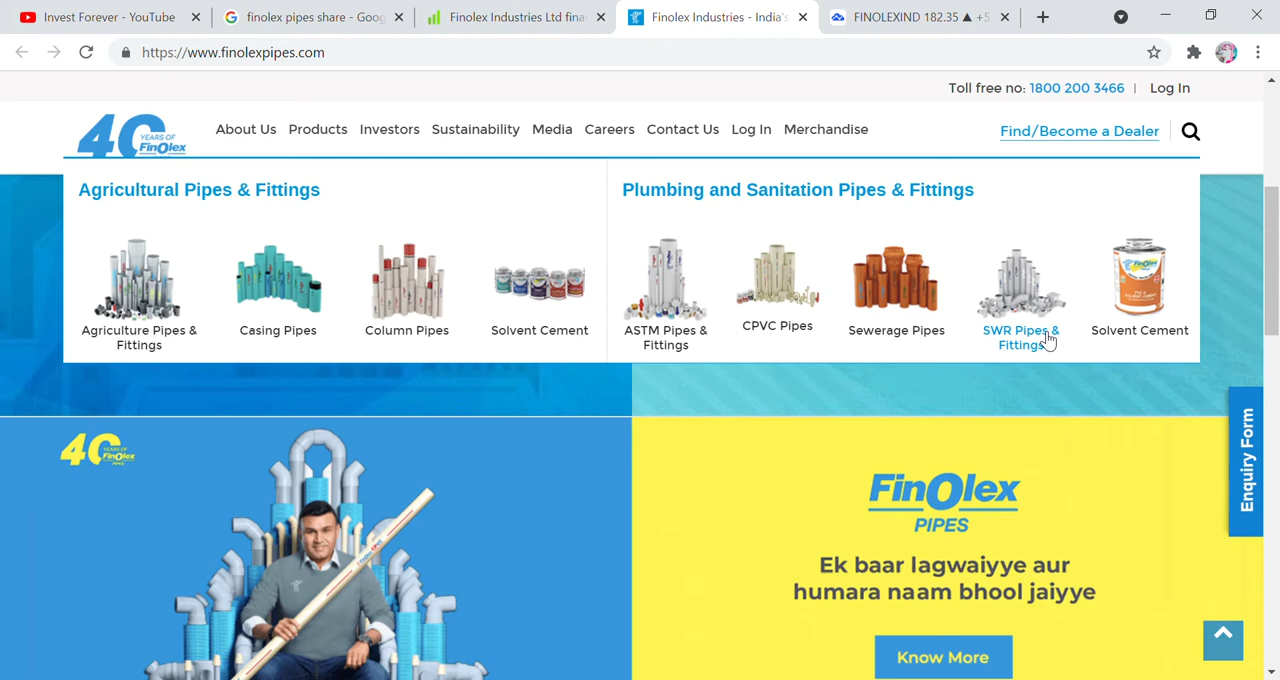 Invest Forever - YouTube
finolex pipes share - Goog
Finolex Industries Ltd fina
Finolex Industries - India's
FINOLEXIND 182.35 ▲ +5
https://www.finolexpipes.com
Toll free no: 1800 200 3466 | Log In
40 YEARS OF FinOlex
About Us Products Investors Sustainability Media Careers Contact Us Log In Merchandise
Find/Become a Dealer
Agricultural Pipes & Fittings
Agriculture Pipes & Fittings
Casing Pipes
Column Pipes
Solvent Cement
Plumbing and Sanitation Pipes & Fittings
ASTM Pipes & Fittings
CPVC Pipes
Sewerage Pipes
SWR Pipes & Fittings
Solvent Cement
Enquiry Form
40 YEARS OF FinOlex PIPES
FinOlex
PIPES
Ek baar lagwaiyye aur
humara naam bhool jaiyye
Know More